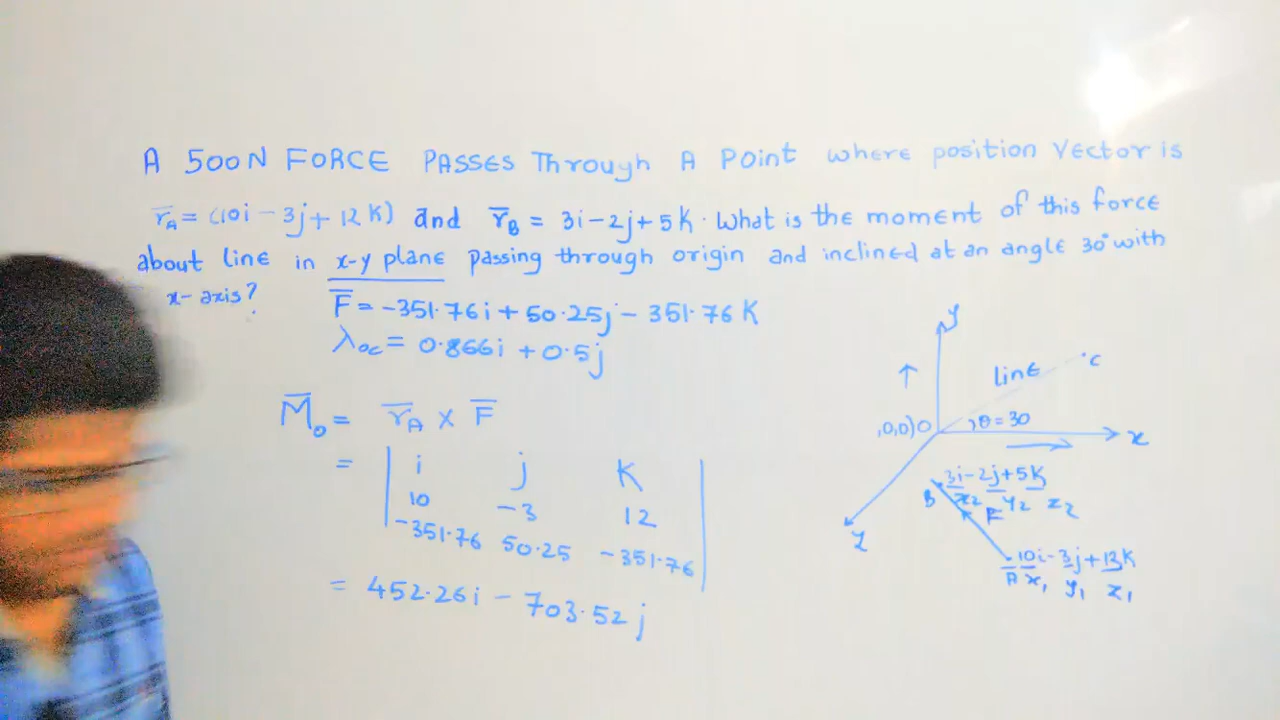 A 500N FORCE PASSES Through A Point where position Vector is
r̅A = (10i - 3j + 12K) and r̅B = 3i - 2j + 5K. What is the moment of this force
about line in x-y plane passing through origin and inclined at an angle 30° with
x-axis?
F̅ = -351.76i + 50.25j - 351.76K
λoc = 0.866i + 0.5j
M̅o = r̅A X F̅
= | i j K |
10 -3 12
-351.76 50.25 -351.76
= 452.26i - 703.52j
y
↑ line C
,0,0)0 θ=30 x
3i-2j+5K
B x2 y2 z2
F
z 10i-3j+12K
A x1 y1 z1